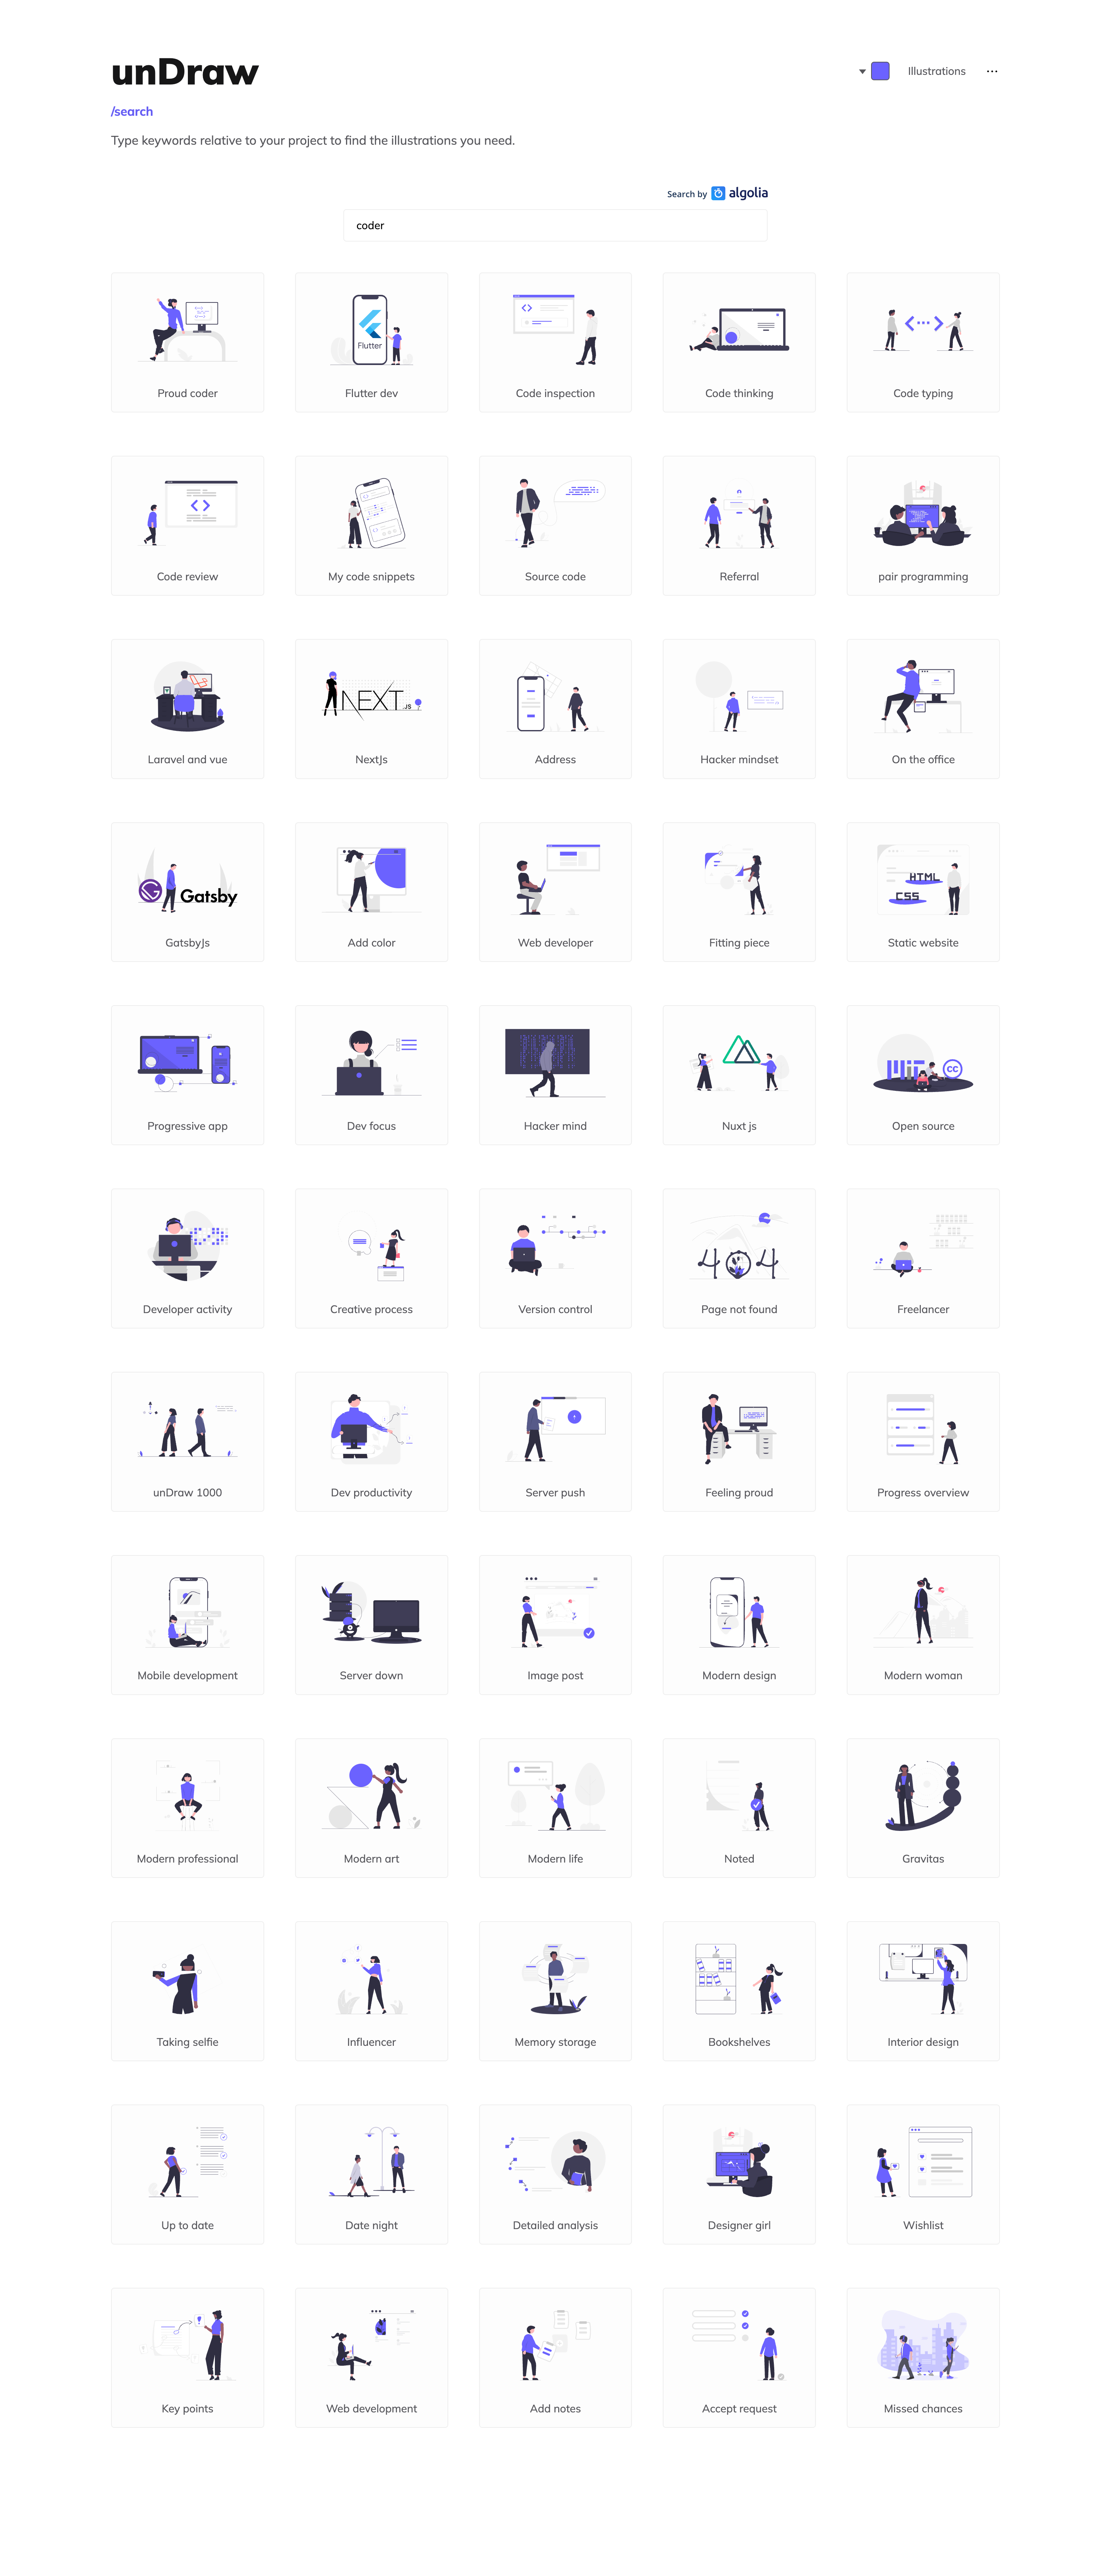 unDraw
Illustrations
/search
Type keywords relative to your project to find the illustrations you need.
Search by algolia
coder
Flutter
Proud coder
Flutter dev
Code inspection
Code thinking
Code typing
Code review
My code snippets
Source code
Referral
pair programming
NEXT.JS
Laravel and vue
NextJs
Address
Hacker mindset
On the office
Gatsby
HTML
CSS
GatsbyJs
Add color
Web developer
Fitting piece
Static website
MIT
CC
Progressive app
Dev focus
Hacker mind
Nuxt js
Open source
4 4
Developer activity
Creative process
Version control
Page not found
Freelancer
unDraw 1000
Dev productivity
Server push
Feeling proud
Progress overview
Mobile development
Server down
Image post
Modern design
Modern woman
Modern professional
Modern art
Modern life
Noted
Gravitas
Taking selfie
Influencer
Memory storage
Bookshelves
Interior design
Up to date
Date night
Detailed analysis
Designer girl
Wishlist
Key points
Web development
Add notes
Accept request
Missed chances